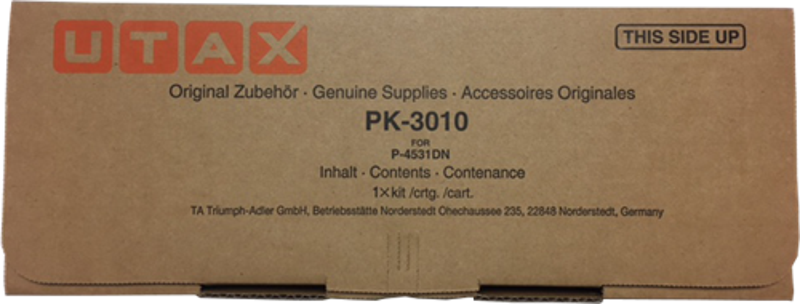 UTAX
THIS SIDE UP
Original Zubehör · Genuine Supplies · Accessoires Originales
PK-3010
FOR
P-4531DN
Inhalt · Contents · Contenance
1×kit /crtg. /cart.
TA Triumph-Adler GmbH, Betriebsstätte Norderstedt Ohechaussee 235, 22848 Norderstedt, Germany